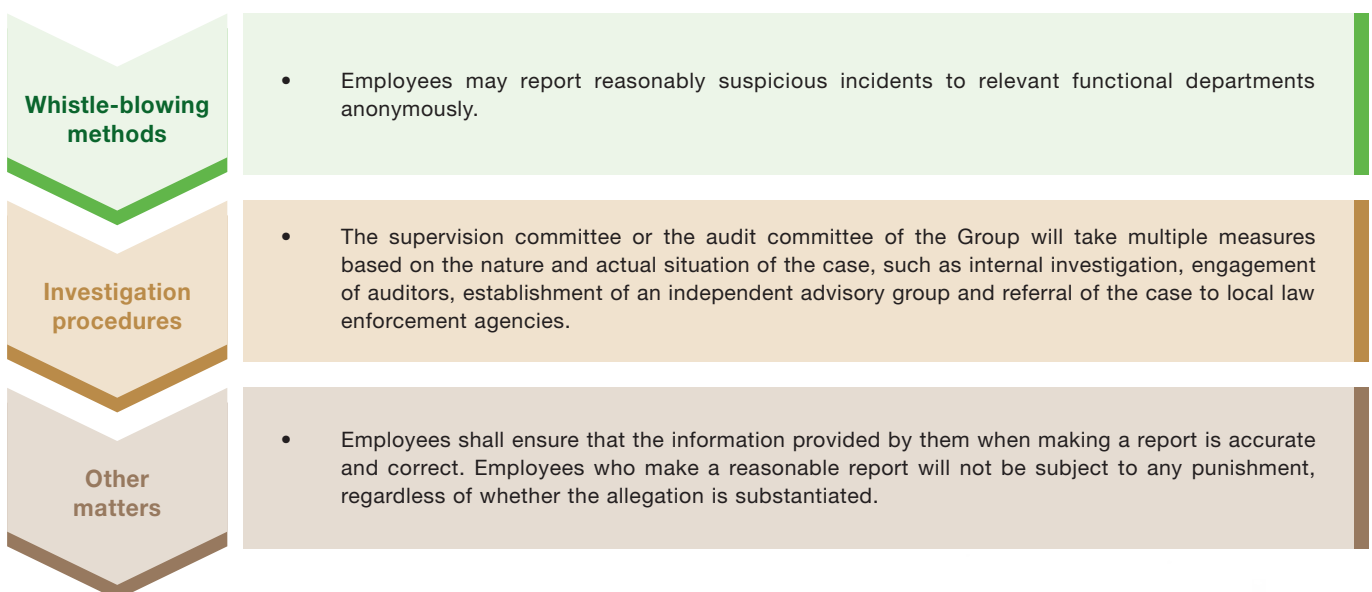 Whistle-blowing
methods
• Employees may report reasonably suspicious incidents to relevant functional departments
anonymously.
Investigation
procedures
• The supervision committee or the audit committee of the Group will take multiple measures
based on the nature and actual situation of the case, such as internal investigation, engagement
of auditors, establishment of an independent advisory group and referral of the case to local law
enforcement agencies.
Other
matters
• Employees shall ensure that the information provided by them when making a report is accurate
and correct. Employees who make a reasonable report will not be subject to any punishment,
regardless of whether the allegation is substantiated.